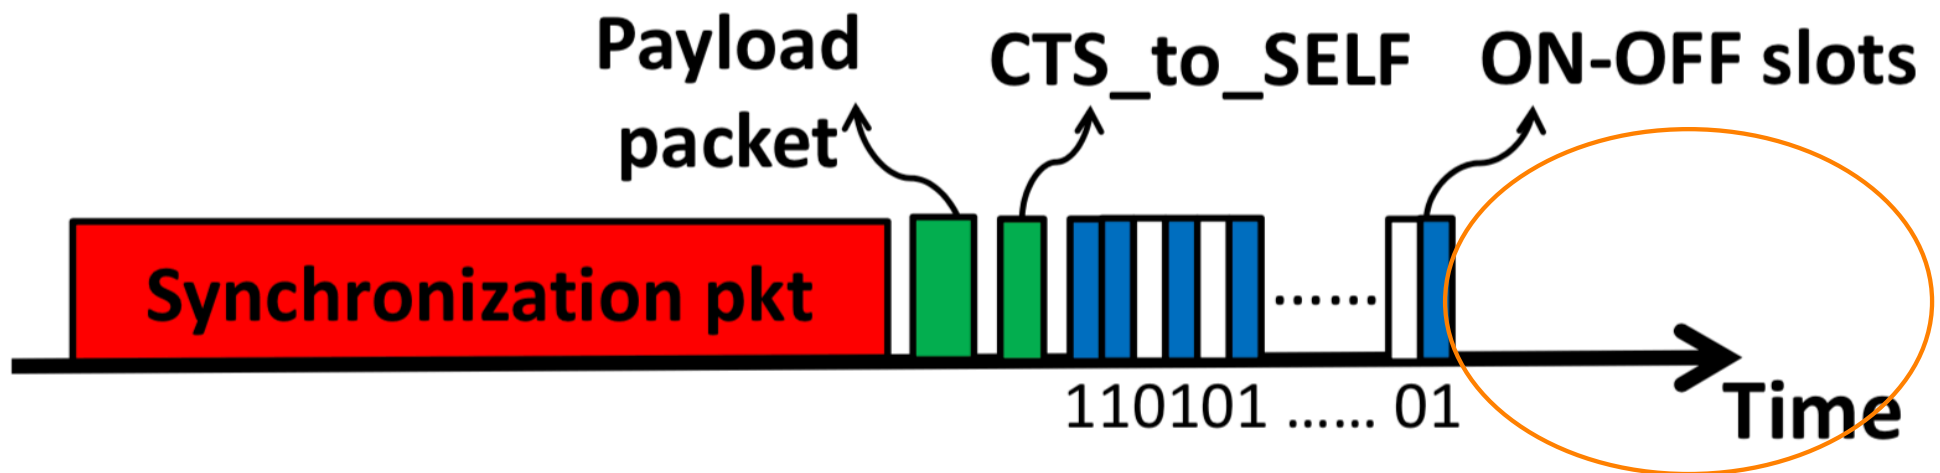 Payload
packet
CTS_to_SELF
ON-OFF slots
Synchronization pkt
......
110101 ...... 01
Time